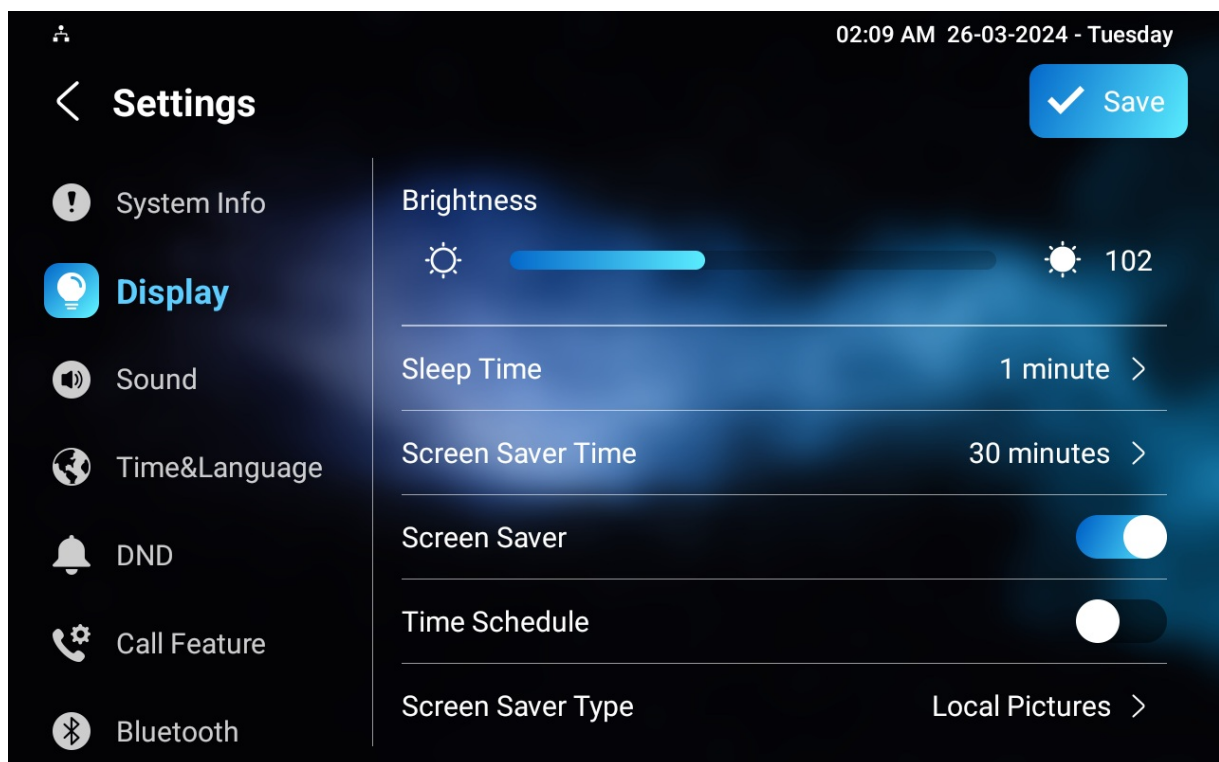 02:09 AM 26-03-2024 - Tuesday
Settings
Save
System Info
Display
Sound
Time&Language
DND
Call Feature
Bluetooth
Brightness
102
Sleep Time 1 minute
Screen Saver Time 30 minutes
Screen Saver
Time Schedule
Screen Saver Type Local Pictures